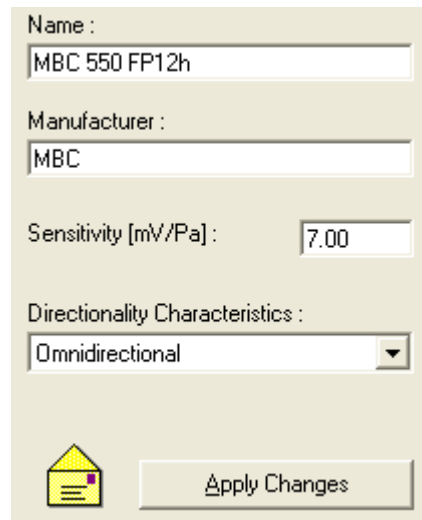 Name :
MBC 550 FP12h
Manufacturer :
MBC
Sensitivity [mV/Pa] :
7.00
Directionality Characteristics :
Omnidirectional
Apply Changes